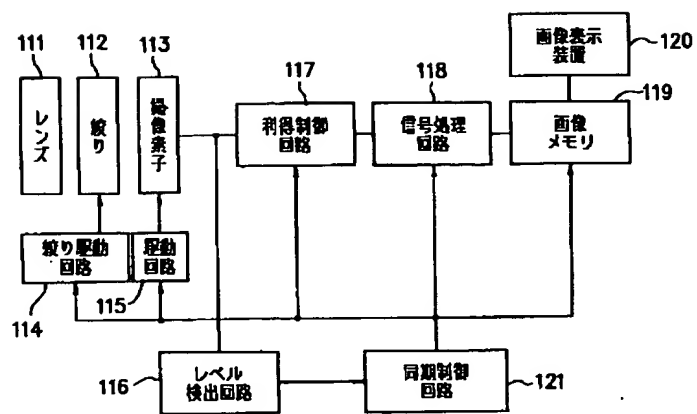 111
112
113
117
118
画像表示
装置
120
119
レンズ
絞り
撮像素子
利得制御
回路
信号処理
回路
画像
メモリ
絞り駆動
回路
駆動
回路
114
115
116
レベル
検出回路
同期制御
回路
121